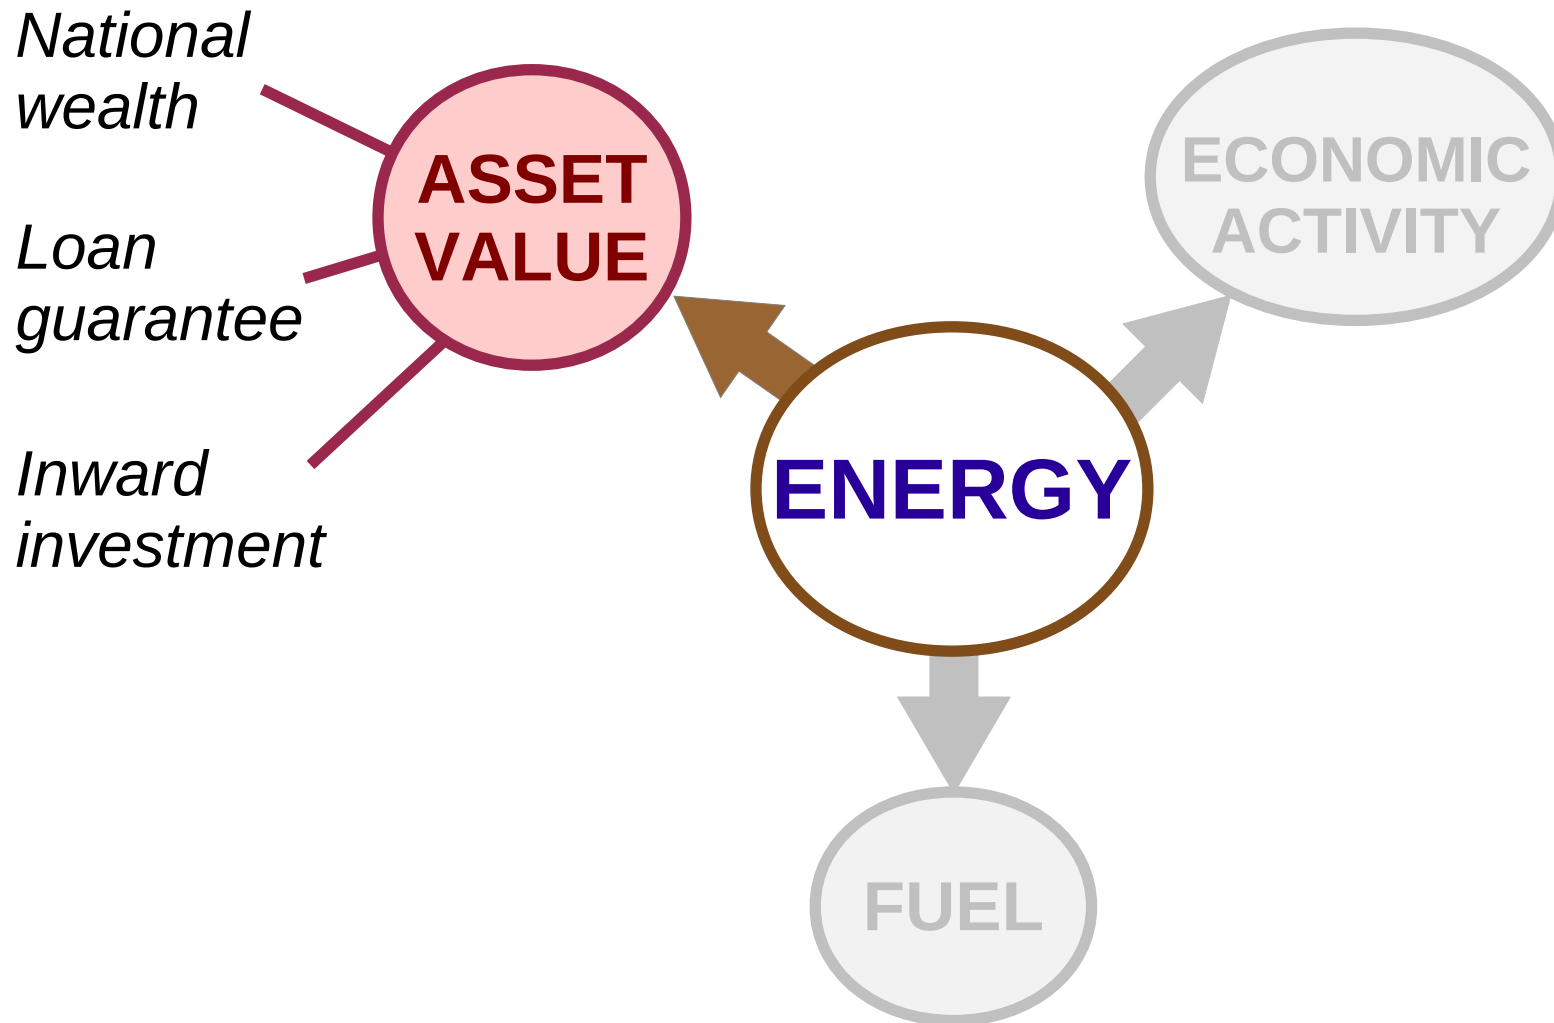 National
wealth
Loan
guarantee
Inward
investment
ASSET
VALUE
ECONOMIC
ACTIVITY
ENERGY
FUEL